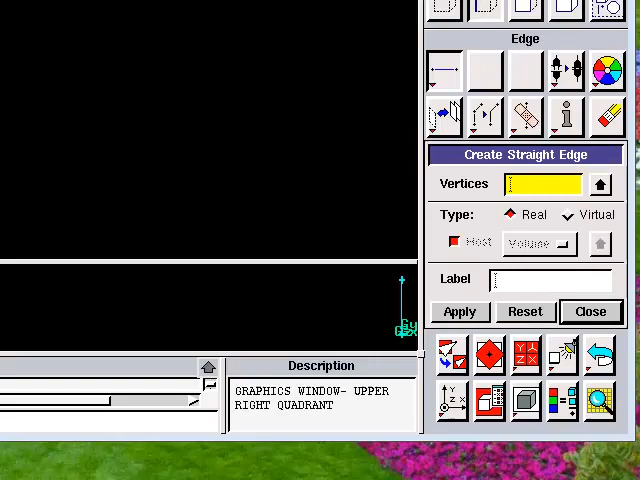 Edge
Create Straight Edge
Vertices
Type: Real Virtual
Host Volume
Label
Apply Reset Close
Description
GRAPHICS WINDOW- UPPER
RIGHT QUADRANT